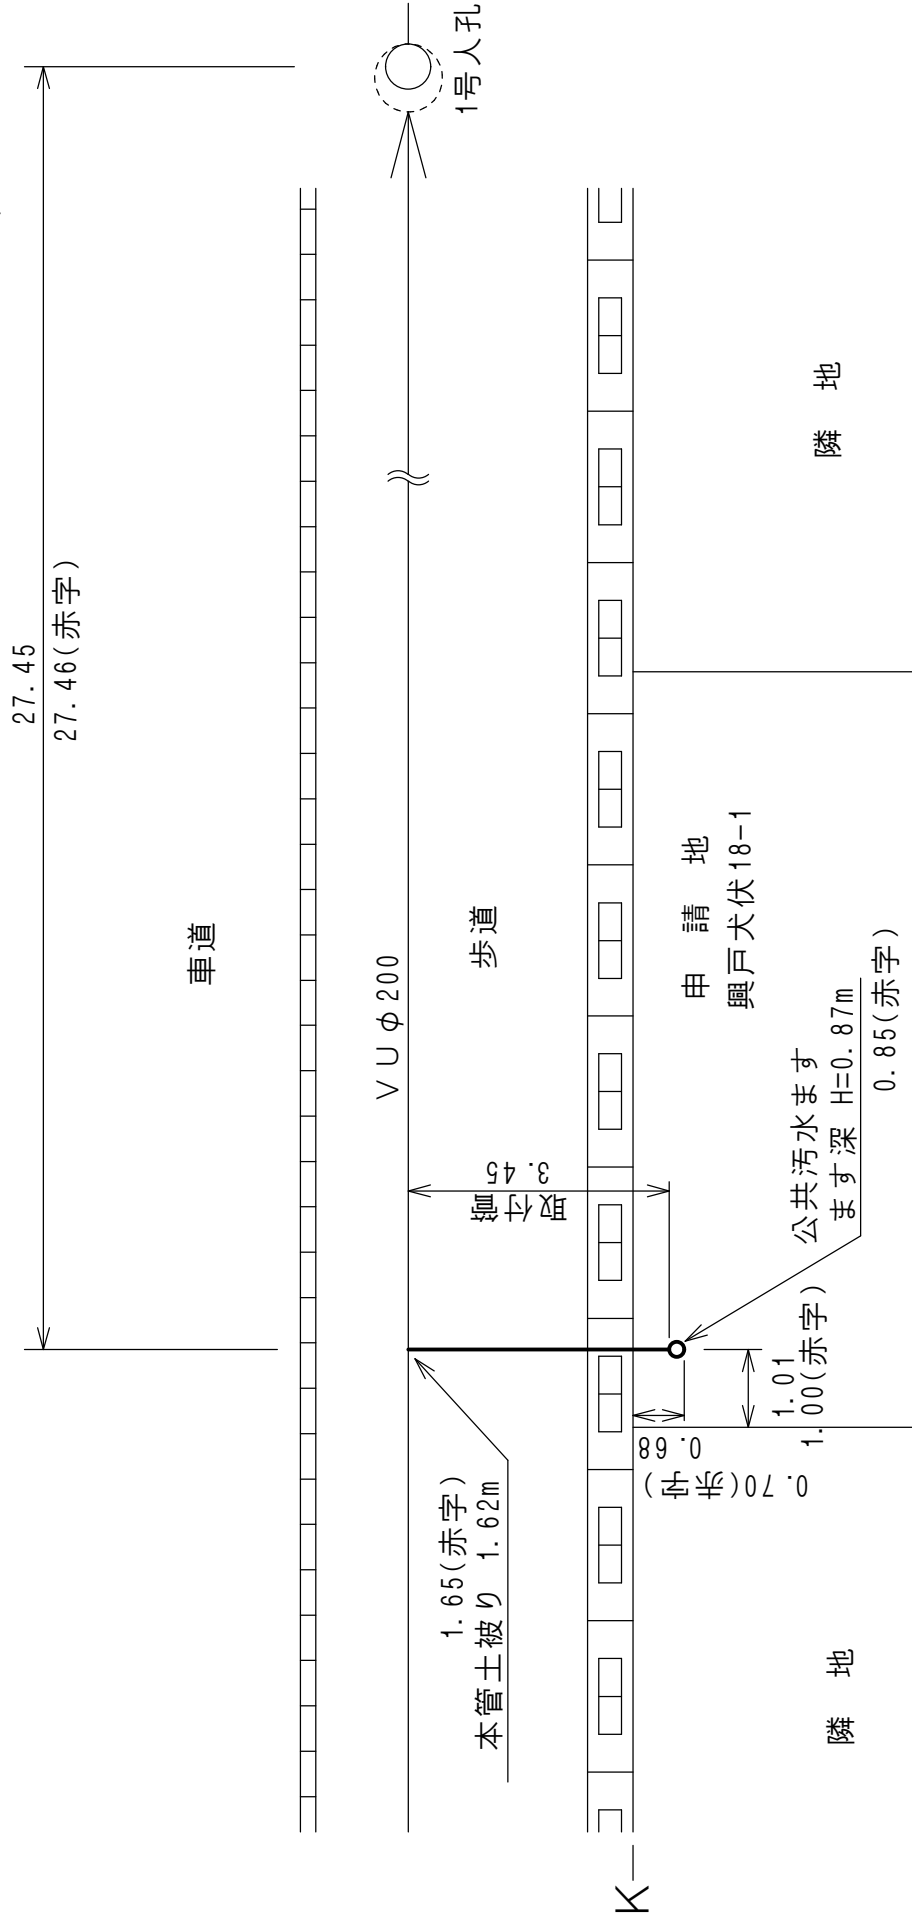 27.45
27.46(赤字)
1号人孔
車道
VUφ200
歩道
取付管
3.45
1.65(赤字)
本管土被り 1.62m
申 請 地
興戸犬伏18-1
公共汚水ます
ます深 H=0.87m
0.85(赤字)
1.01
1.00(赤字)
0.68
0.70(赤字)
隣 地
隣 地
K